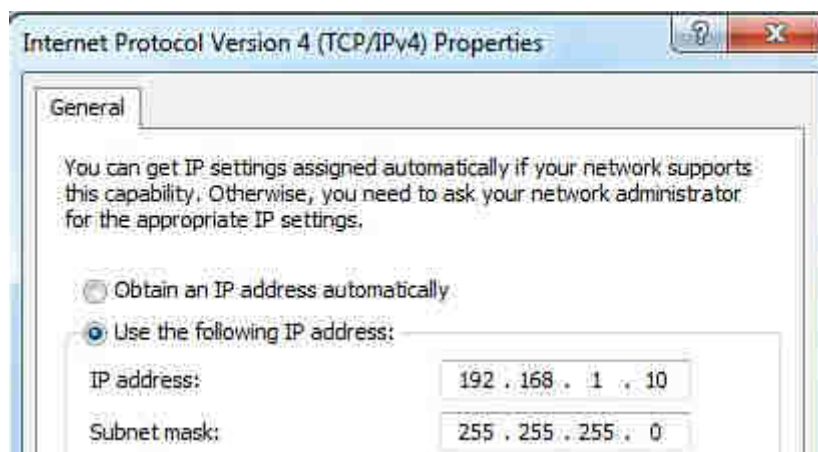 Internet Protocol Version 4 (TCP/IPv4) Properties
General
You can get IP settings assigned automatically if your network supports
this capability. Otherwise, you need to ask your network administrator
for the appropriate IP settings.
Obtain an IP address automatically
Use the following IP address:
IP address: 192 . 168 . 1 . 10
Subnet mask: 255 . 255 . 255 . 0